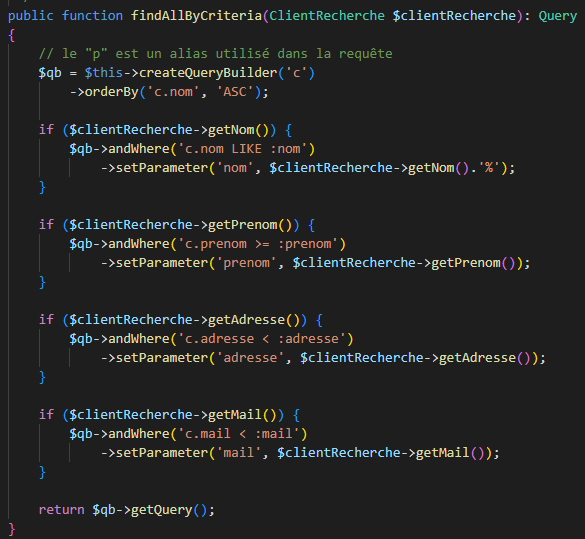 public function findAllByCriteria(ClientRecherche $clientRecherche): Query
{
// le "p" est un alias utilisé dans la requête
$qb = $this->createQueryBuilder('c')
->orderBy('c.nom', 'ASC');
if ($clientRecherche->getNom()) {
$qb->andWhere('c.nom LIKE :nom')
->setParameter('nom', $clientRecherche->getNom().'%');
}
if ($clientRecherche->getPrenom()) {
$qb->andWhere('c.prenom >= :prenom')
->setParameter('prenom', $clientRecherche->getPrenom());
}
if ($clientRecherche->getAdresse()) {
$qb->andWhere('c.adresse < :adresse')
->setParameter('adresse', $clientRecherche->getAdresse());
}
if ($clientRecherche->getMail()) {
$qb->andWhere('c.mail < :mail')
->setParameter('mail', $clientRecherche->getMail());
}
return $qb->getQuery();
}